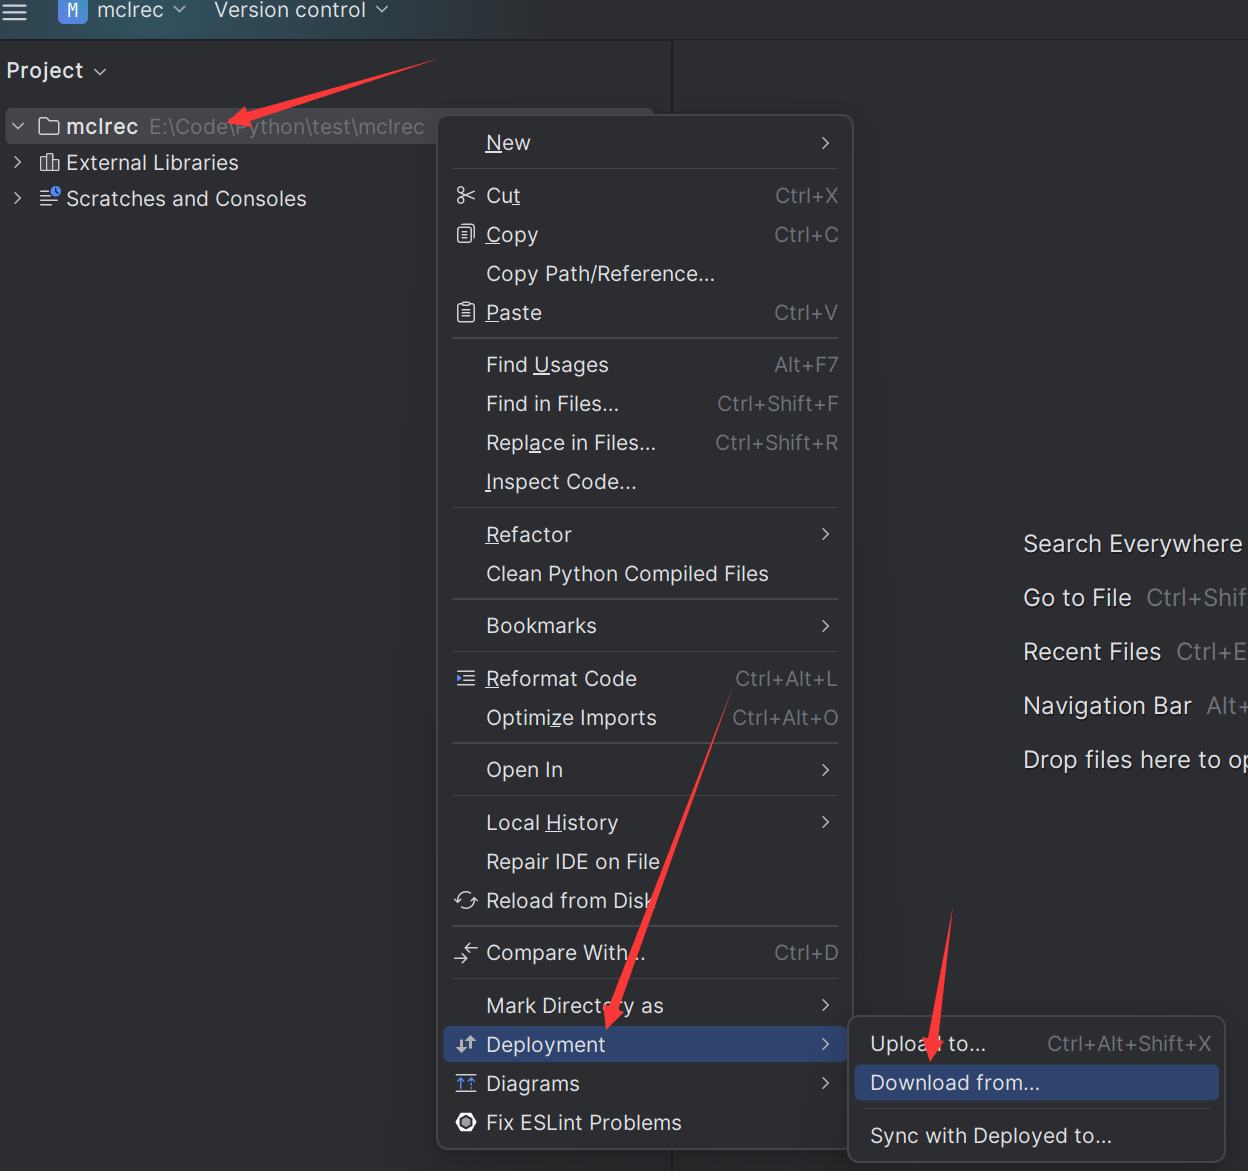 M mclrec Version control
Project
mclrec E:\Code\Python\test\mclrec
External Libraries
Scratches and Consoles
New
Cut Ctrl+X
Copy Ctrl+C
Copy Path/Reference...
Paste Ctrl+V
Find Usages Alt+F7
Find in Files... Ctrl+Shift+F
Replace in Files... Ctrl+Shift+R
Inspect Code...
Refactor
Clean Python Compiled Files
Bookmarks
Reformat Code Ctrl+Alt+L
Optimize Imports Ctrl+Alt+O
Open In
Local History
Repair IDE on File
Reload from Disk
Compare With... Ctrl+D
Mark Directory as
Deployment
Diagrams
Fix ESLint Problems
Upload to... Ctrl+Alt+Shift+X
Download from...
Sync with Deployed to...
Search Everywhere
Go to File Ctrl+Shif
Recent Files Ctrl+E
Navigation Bar Alt+
Drop files here to op